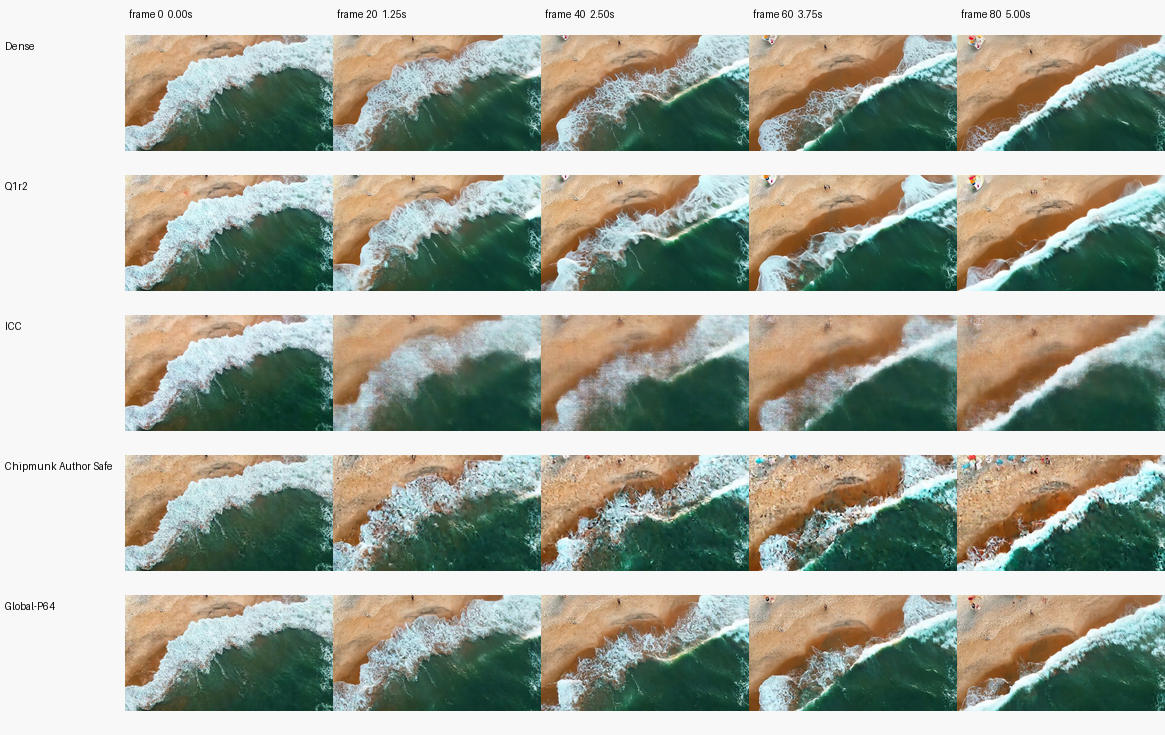 frame 0 0.00s
frame 20 1.25s
frame 40 2.50s
frame 60 3.75s
frame 80 5.00s
Dense
Q1r2
ICC
Chipmunk Author Safe
Global-P64